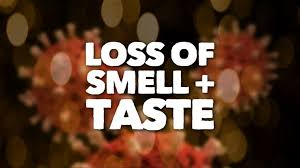 LOSS OF
SMELL +
TASTE